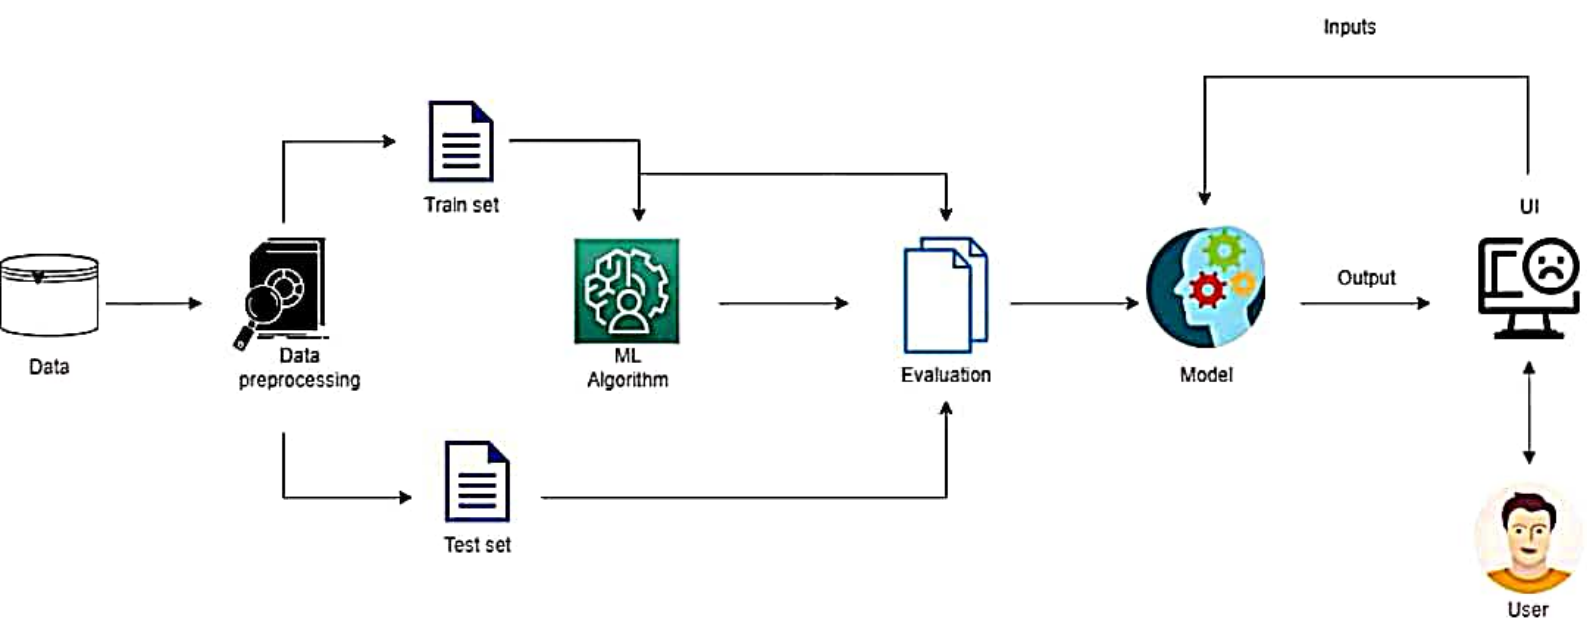 Inputs
Train set
UI
Output
Data
Data
preprocessing
ML
Algorithm
Evaluation
Model
Test set
User